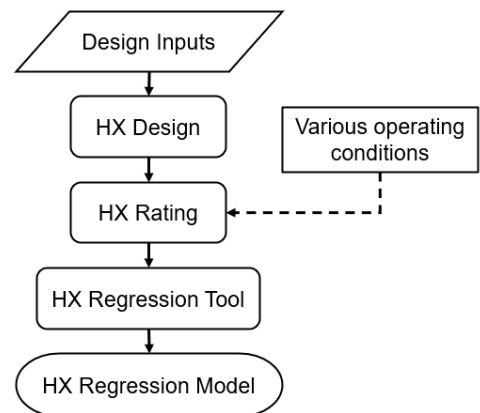 Design Inputs
HX Design
Various operating
conditions
HX Rating
HX Regression Tool
HX Regression Model